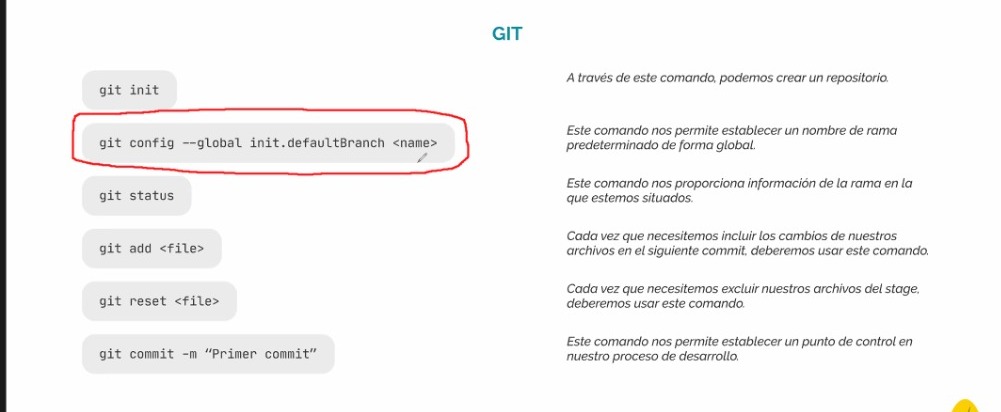 GIT
git init
A través de este comando, podemos crear un repositorio.
git config --global init.defaultBranch <name>
Este comando nos permite establecer un nombre de rama
predeterminado de forma global.
git status
Este comando nos proporciona información de la rama en la
que estemos situados.
git add <file>
Cada vez que necesitemos incluir los cambios de nuestros
archivos en el siguiente commit, deberemos usar este comando.
git reset <file>
Cada vez que necesitemos excluir nuestros archivos del stage,
deberemos usar este comando.
git commit -m “Primer commit”
Este comando nos permite establecer un punto de control en
nuestro proceso de desarrollo.